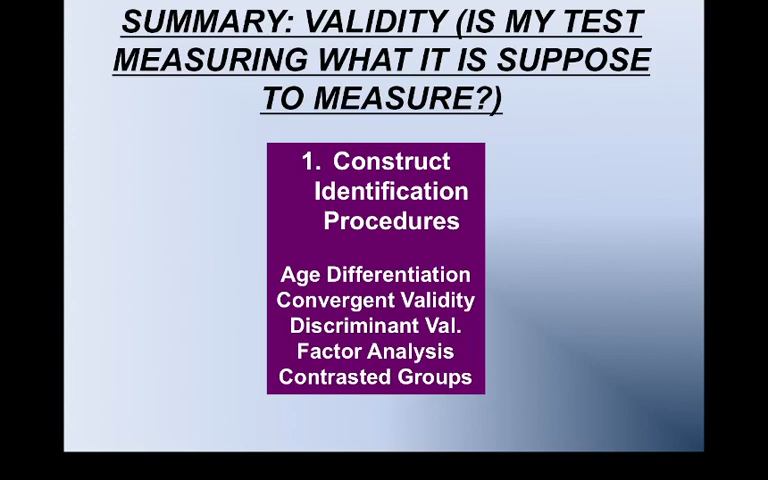 SUMMARY: VALIDITY (IS MY TEST
MEASURING WHAT IT IS SUPPOSE
TO MEASURE?)
1. Construct
Identification
Procedures
Age Differentiation
Convergent Validity
Discriminant Val.
Factor Analysis
Contrasted Groups